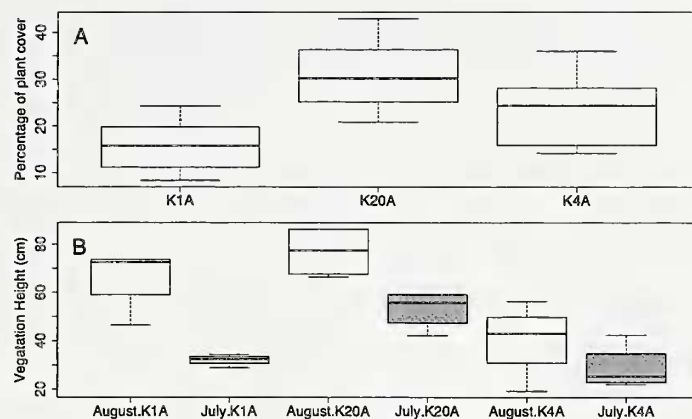 A
Percentage of plant cover
40
30
20
10
K1A
K20A
K4A
B
Vegatation Height (cm)
80
60
40
20
August.K1A
July.K1A
August.K20A
July.K20A
August.K4A
July.K4A